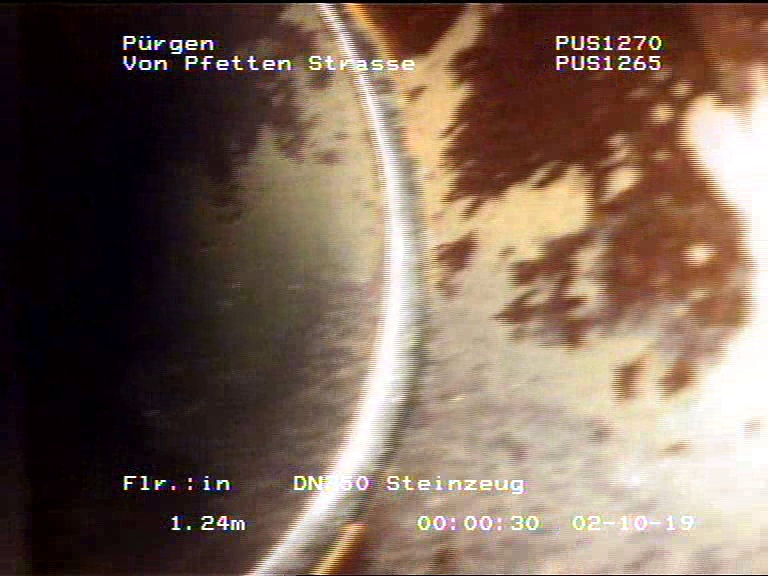 Pürgen PUS1270
Von Pfetten Strasse PUS1265
Flr.:in Steinzeug
1.24m 00:00:30 02-10-19